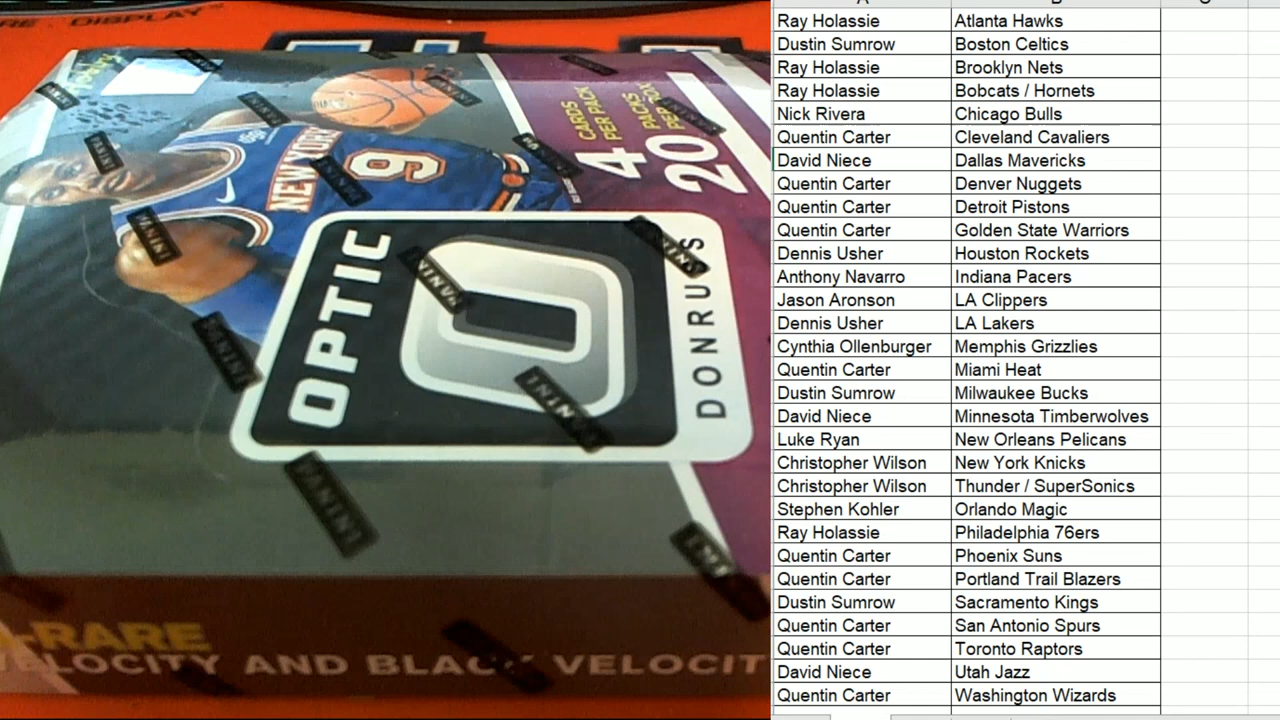 DISPLAY
4 CARDS PER PACK
20 PACKS PER BOX
NEW YORK
9
OPTIC
DONRUSS
PANINI
RARE
VELOCITY AND BLACK VELOCIT
Ray Holassie Atlanta Hawks
Dustin Sumrow Boston Celtics
Ray Holassie Brooklyn Nets
Ray Holassie Bobcats / Hornets
Nick Rivera Chicago Bulls
Quentin Carter Cleveland Cavaliers
David Niece Dallas Mavericks
Quentin Carter Denver Nuggets
Quentin Carter Detroit Pistons
Quentin Carter Golden State Warriors
Dennis Usher Houston Rockets
Anthony Navarro Indiana Pacers
Jason Aronson LA Clippers
Dennis Usher LA Lakers
Cynthia Ollenburger Memphis Grizzlies
Quentin Carter Miami Heat
Dustin Sumrow Milwaukee Bucks
David Niece Minnesota Timberwolves
Luke Ryan New Orleans Pelicans
Christopher Wilson New York Knicks
Christopher Wilson Thunder / SuperSonics
Stephen Kohler Orlando Magic
Ray Holassie Philadelphia 76ers
Quentin Carter Phoenix Suns
Quentin Carter Portland Trail Blazers
Dustin Sumrow Sacramento Kings
Quentin Carter San Antonio Spurs
Quentin Carter Toronto Raptors
David Niece Utah Jazz
Quentin Carter Washington Wizards